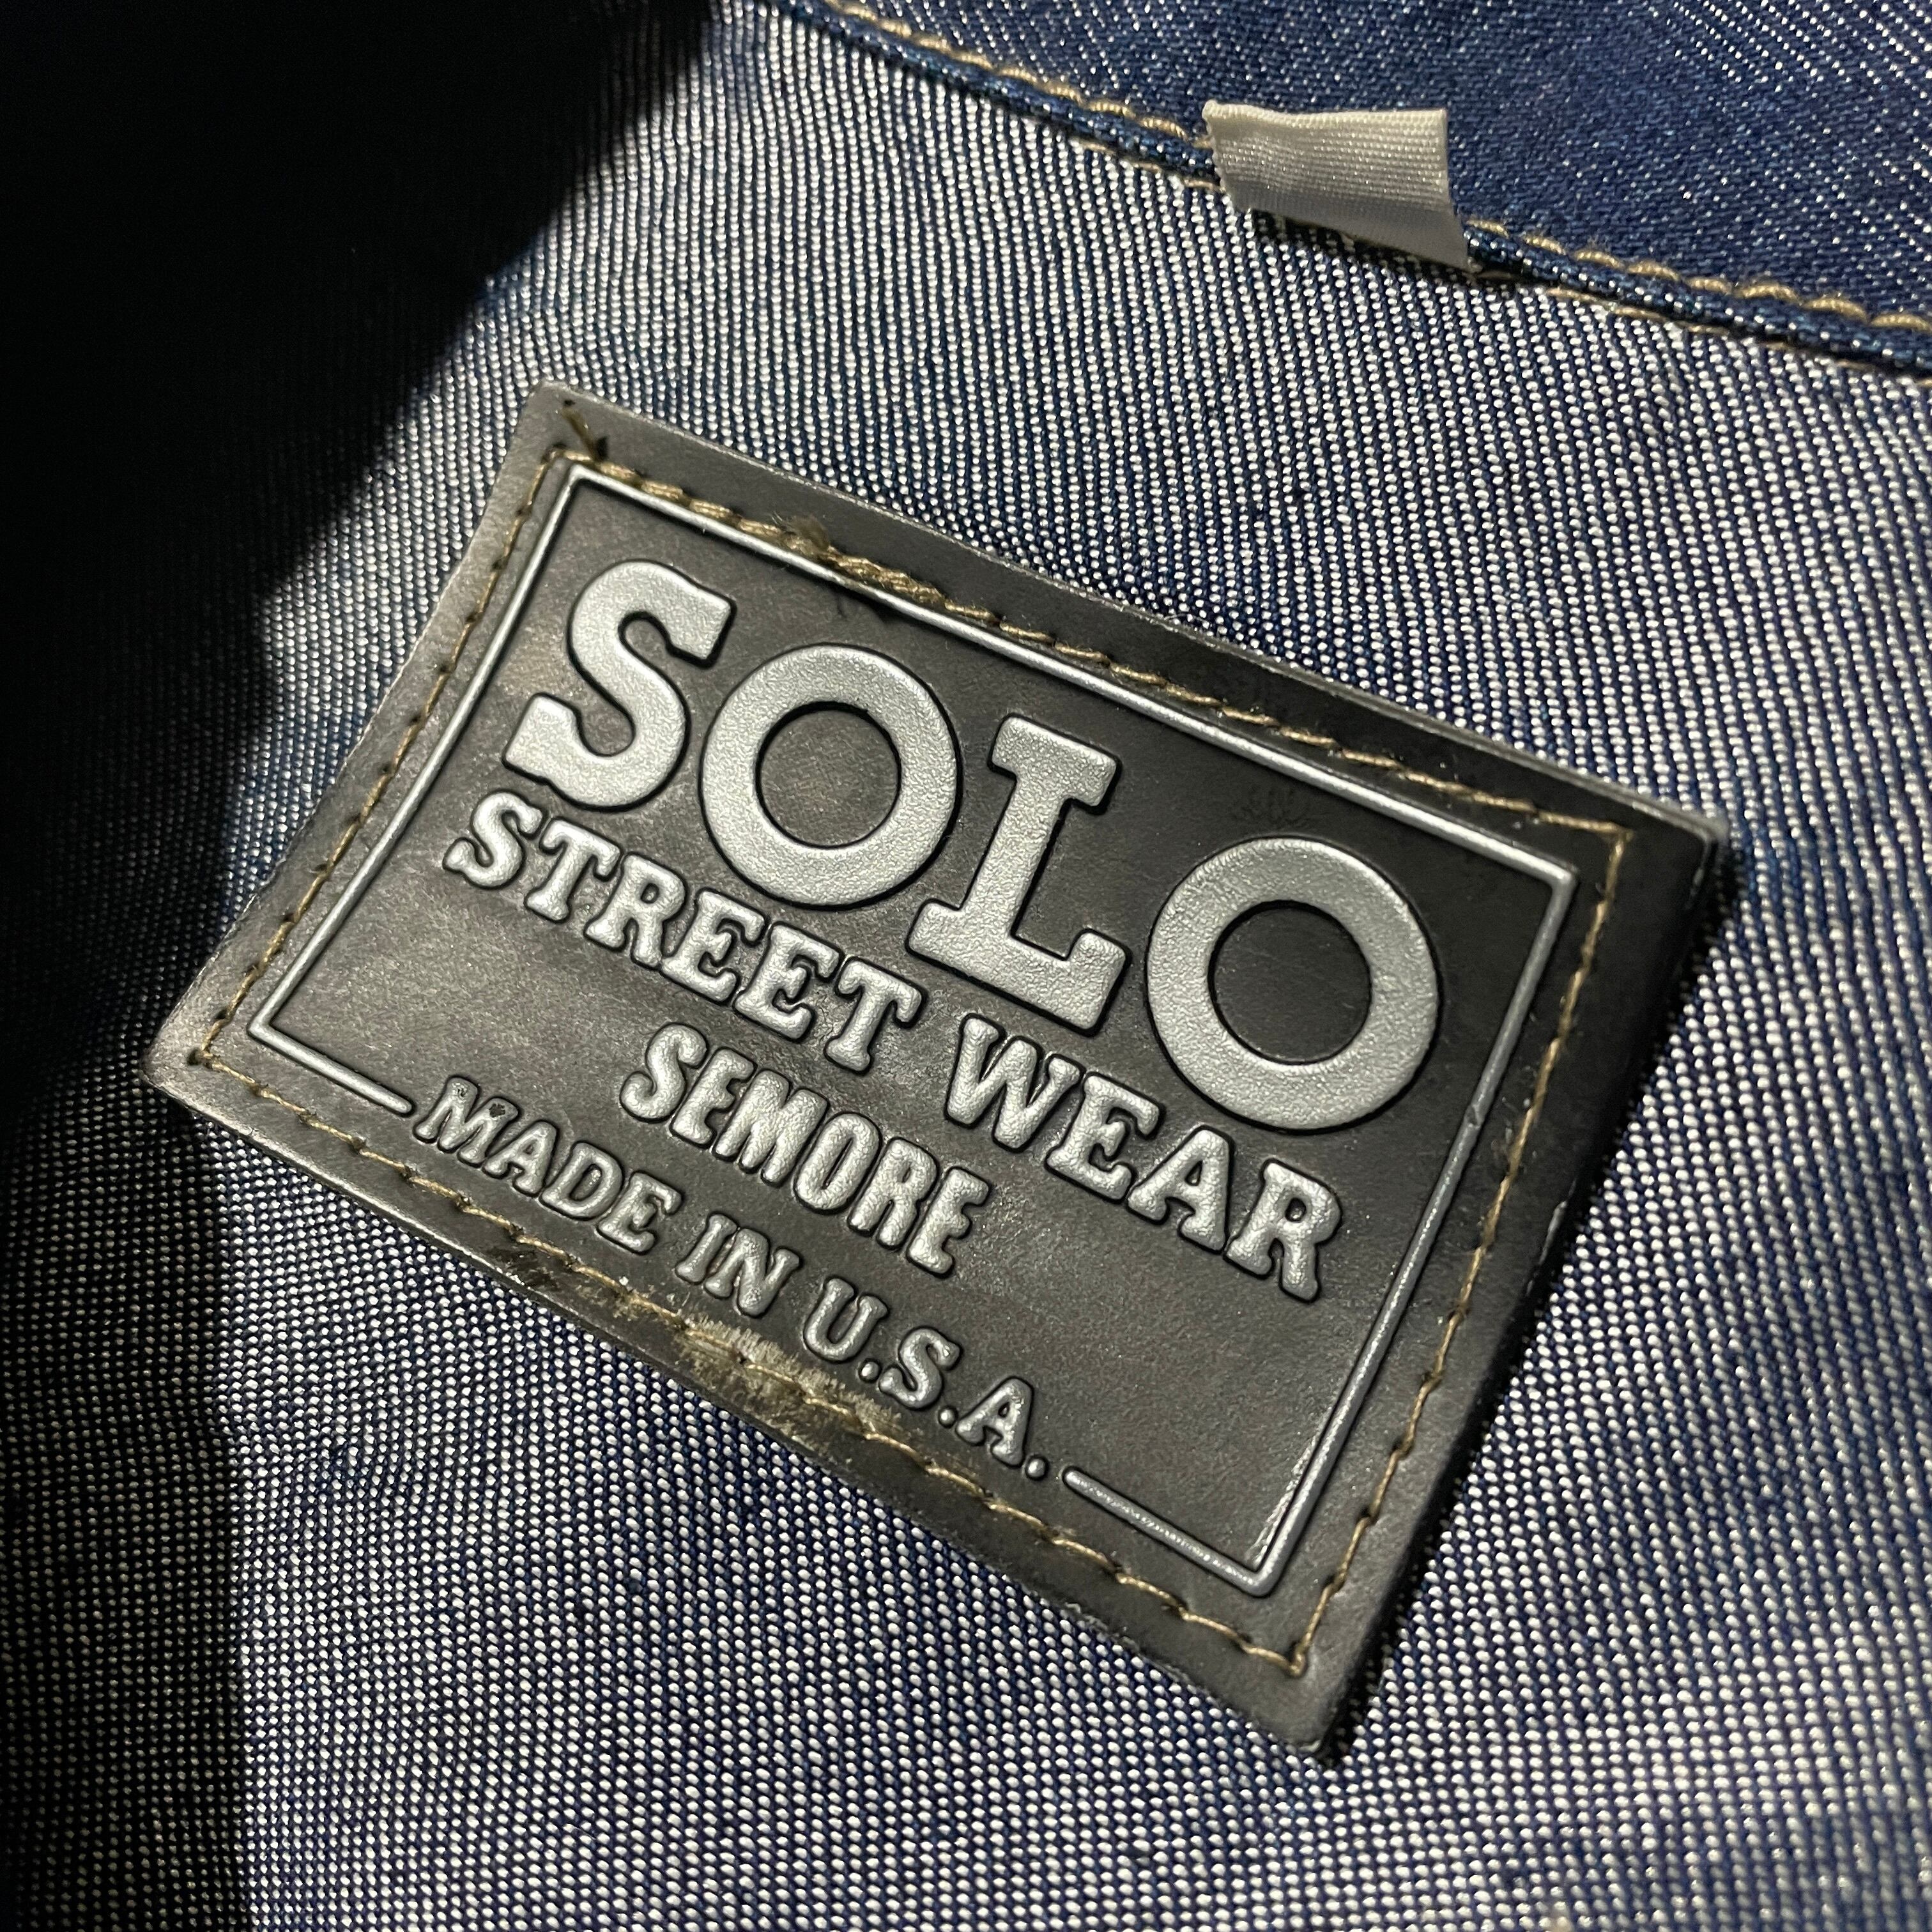 SOLO
STREET WEAR
SEMORE
MADE IN U.S.A.